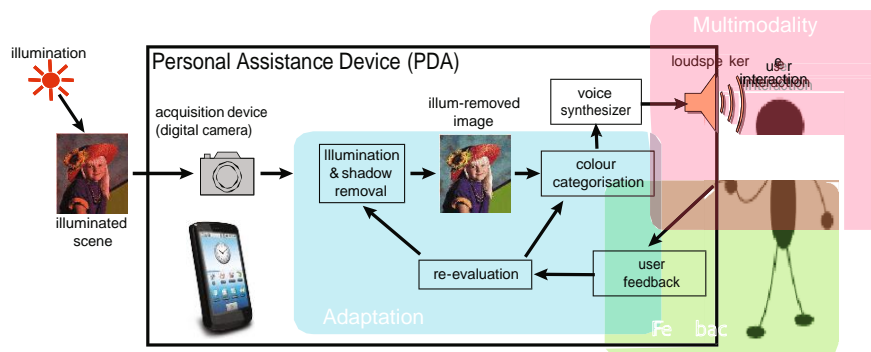 Multimodality
illumination
Personal Assistance Device (PDA)
user
interaction
acquisition device
(digital camera)
illum-removed
image
voice
synthesizer
Illumination
& shadow
removal
colour
categorisation
illuminated
scene
re-evaluation
user
feedback
Adaptation